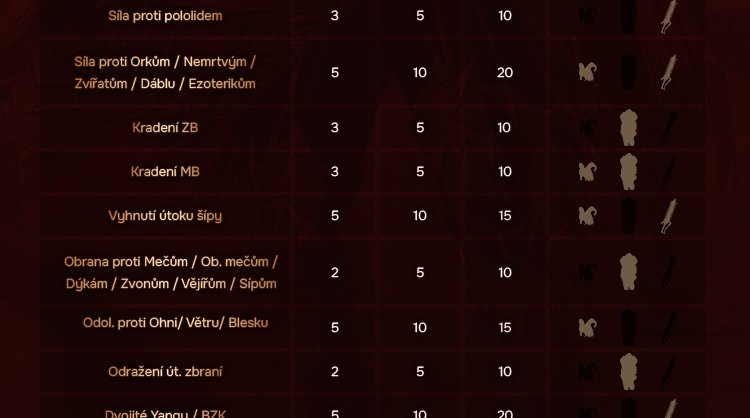 Síla proti pololidem 3 5 10
Síla proti Orkům / Nemrtvým /
Zvířatům / Ďáblu / Ezoterikům 5 10 20
Kradení ZB 3 5 10
Kradení MB 3 5 10
Vyhnutí útoku šípy 5 10 15
Obrana proti Mečům / Ob. mečům /
Dýkám / Zvonům / Vějířům / Šípům 2 5 10
Odol. proti Ohni/ Větru/ Blesku 5 10 15
Odražení út. zbraní 2 5 10
Dvojité Yangy / BZK 5 10 20